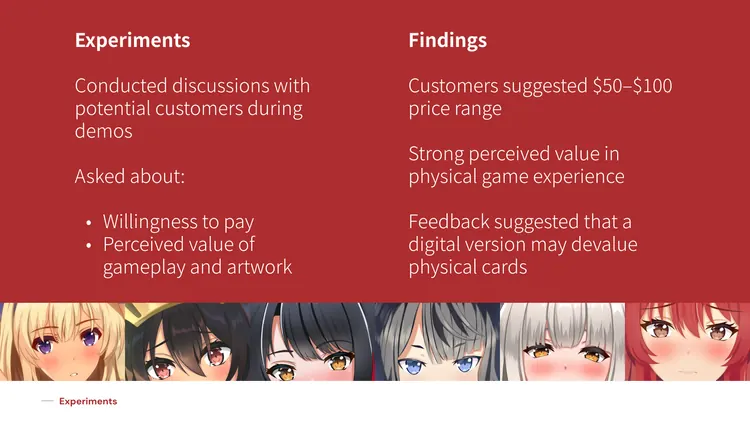 Experiments
Conducted discussions with
potential customers during
demos
Asked about:
• Willingness to pay
• Perceived value of
gameplay and artwork
Findings
Customers suggested $50–$100
price range
Strong perceived value in
physical game experience
Feedback suggested that a
digital version may devalue
physical cards
Experiments